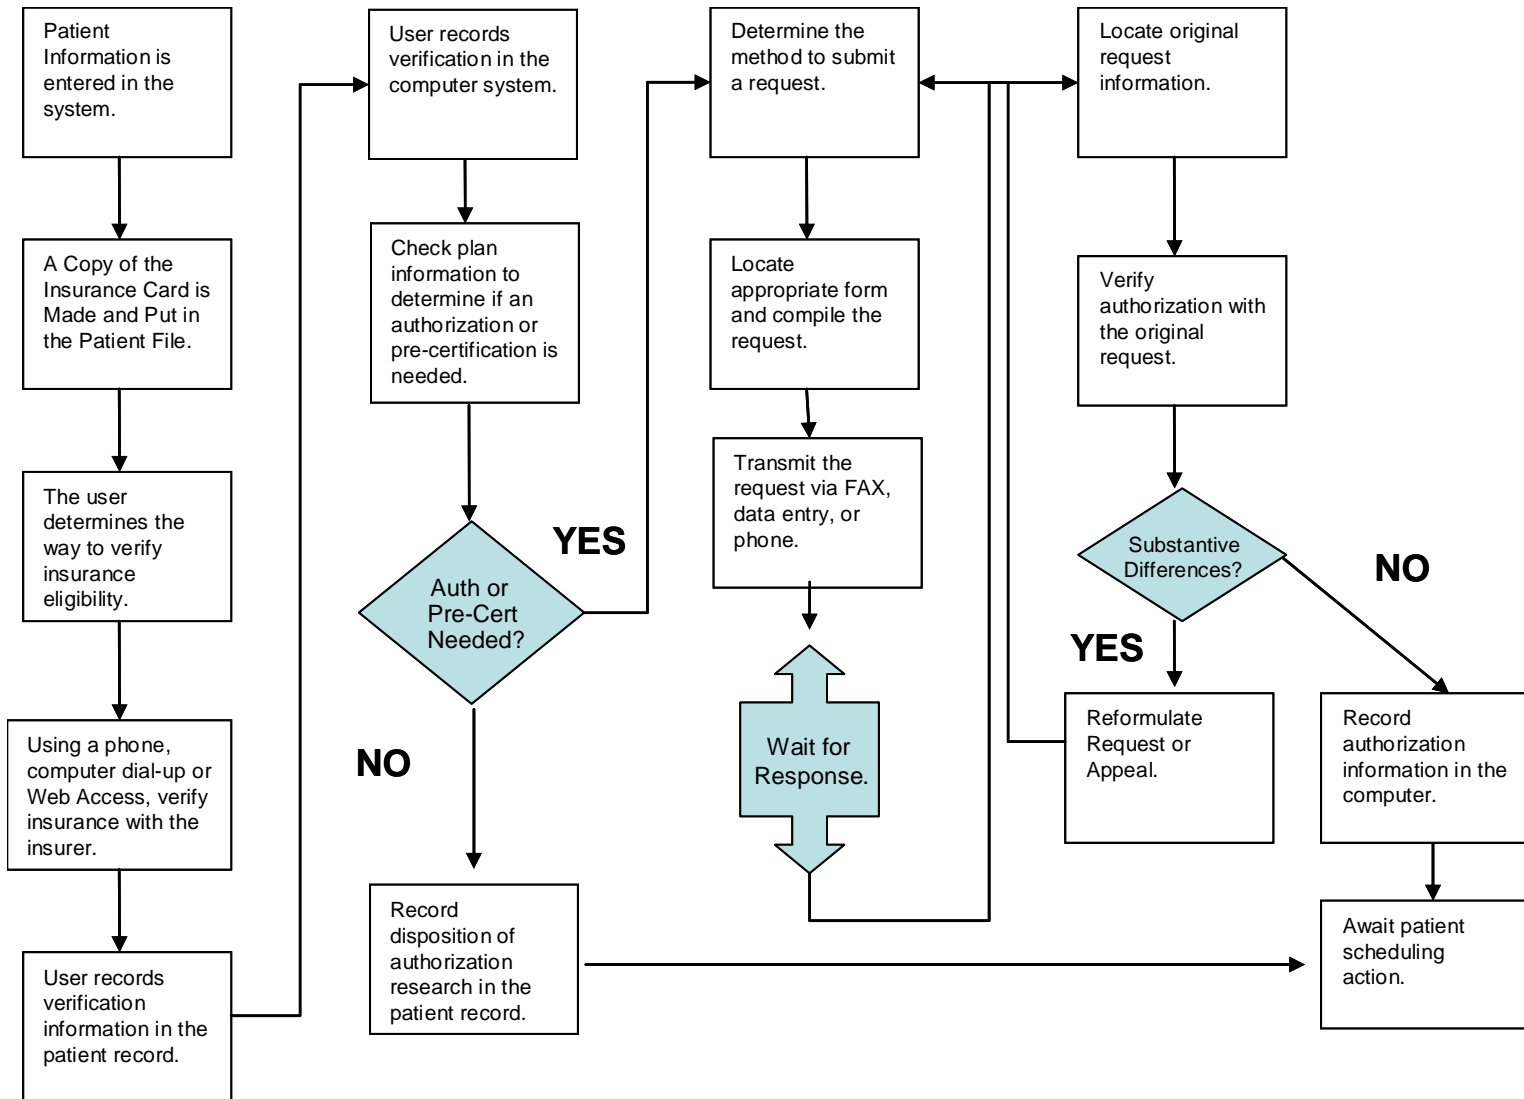 Patient
Information is
entered in the
system.
A Copy of the
Insurance Card is
Made and Put in
the Patient File.
The user
determines the
way to verify
insurance
eligibility.
Using a phone,
computer dial-up or
Web Access, verify
insurance with the
insurer.
User records
verification
information in the
patient record.
User records
verification in the
computer system.
Check plan
information to
determine if an
authorization or
pre-certification is
needed.
Auth or
Pre-Cert
Needed?
YES
NO
Record
disposition of
authorization
research in the
patient record.
Determine the
method to submit
a request.
Locate
appropriate form
and compile the
request.
Transmit the
request via FAX,
data entry, or
phone.
Wait for
Response.
Locate original
request
information.
Verify
authorization with
the original
request.
Substantive
Differences?
YES
NO
Reformulate
Request or
Appeal.
Record
authorization
information in the
computer.
Await patient
scheduling
action.